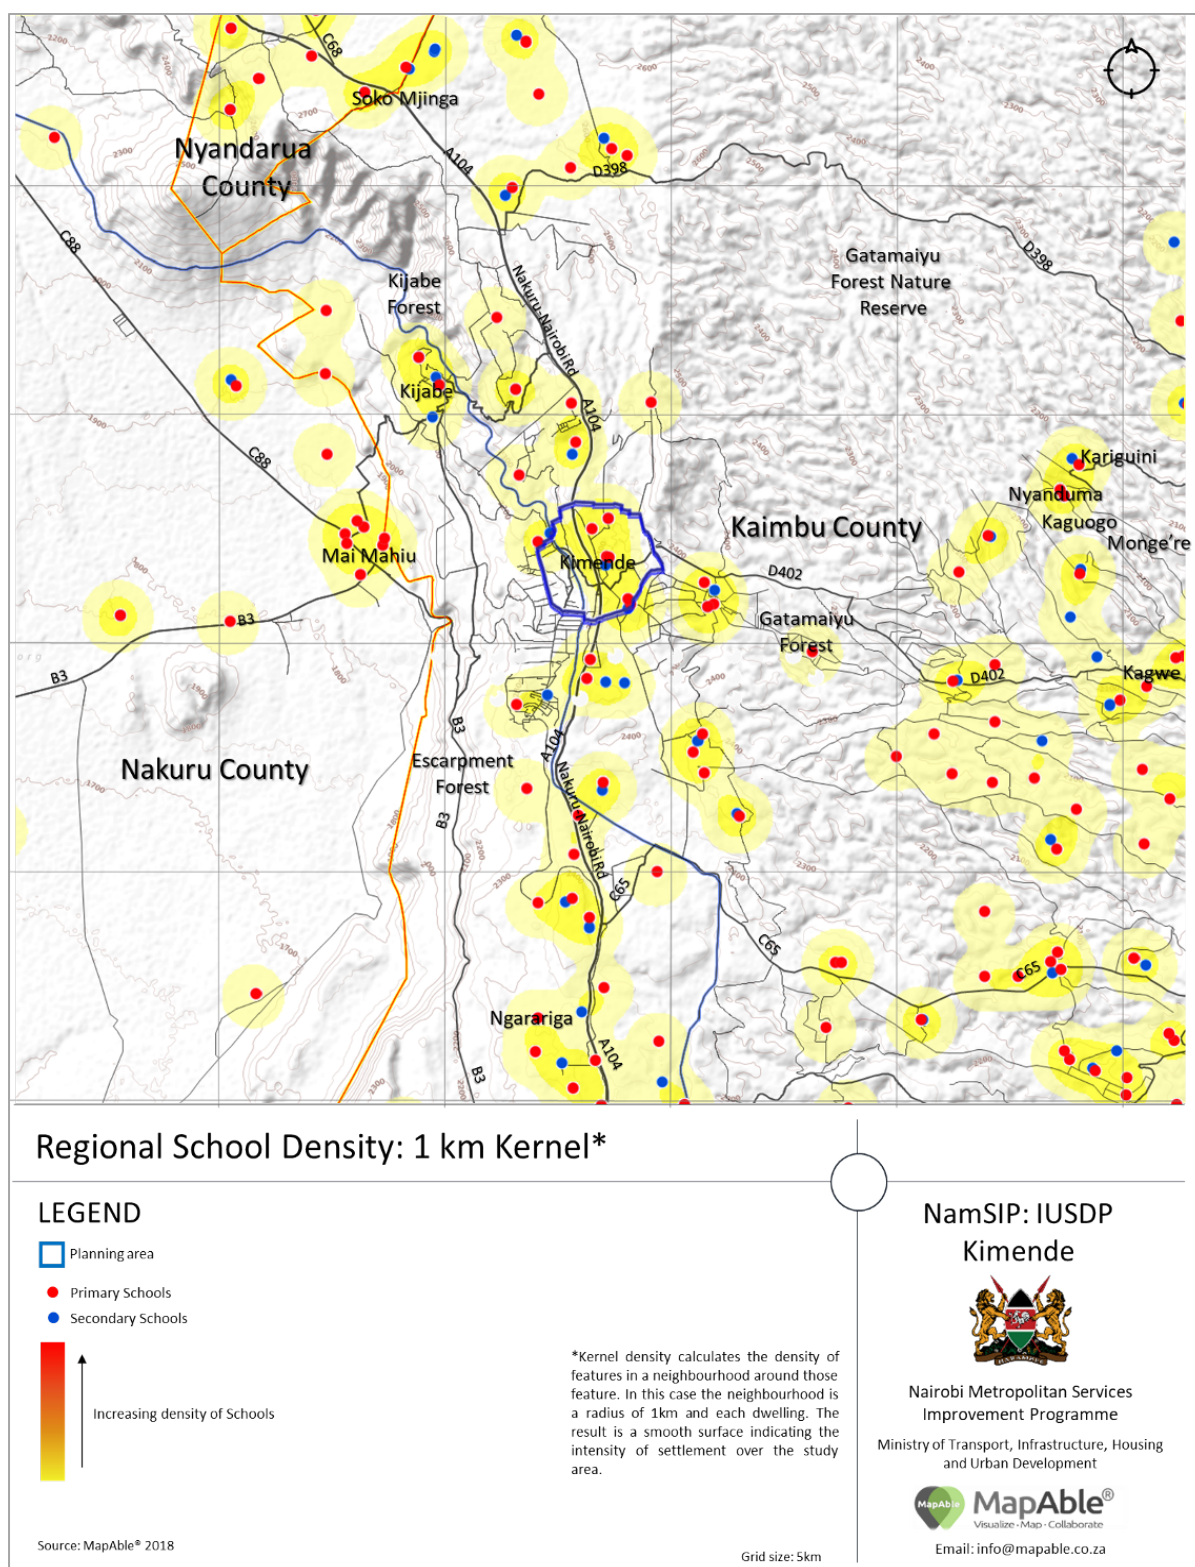 C68
Soko Mjinga
Nyandarua
County
A104
D398
C88
D398
Gatamaiyu
Forest Nature
Reserve
Kijabe
Forest
Nakuru-Nairobi Rd
Kijabe
A104
C88
Kariguini
Nyanduma
Kaguogo
Monge're
Kaimbu County
Mai Mahiu
Kimende
D402
Gatamaiyu
Forest
B3
B3
D402
Kagwe
B3
A104
Nakuru County
Escarpment
Forest
Nakuru-Nairobi Rd
B3
C65
C65
C65
Ngarariga
A104
B3
Regional School Density: 1 km Kernel*
LEGEND
Planning area
Primary Schools
Secondary Schools
Increasing density of Schools
Source: MapAble® 2018
*Kernel density calculates the density of
features in a neighbourhood around those
feature. In this case the neighbourhood is
a radius of 1km and each dwelling. The
result is a smooth surface indicating the
intensity of settlement over the study
area.
Grid size: 5km
NamSIP: IUSDP
Kimende
HARAMBEE
Nairobi Metropolitan Services
Improvement Programme
Ministry of Transport, Infrastructure, Housing
and Urban Development
MapAble
MapAble®
Visualize - Map - Collaborate
Email: info@mapable.co.za